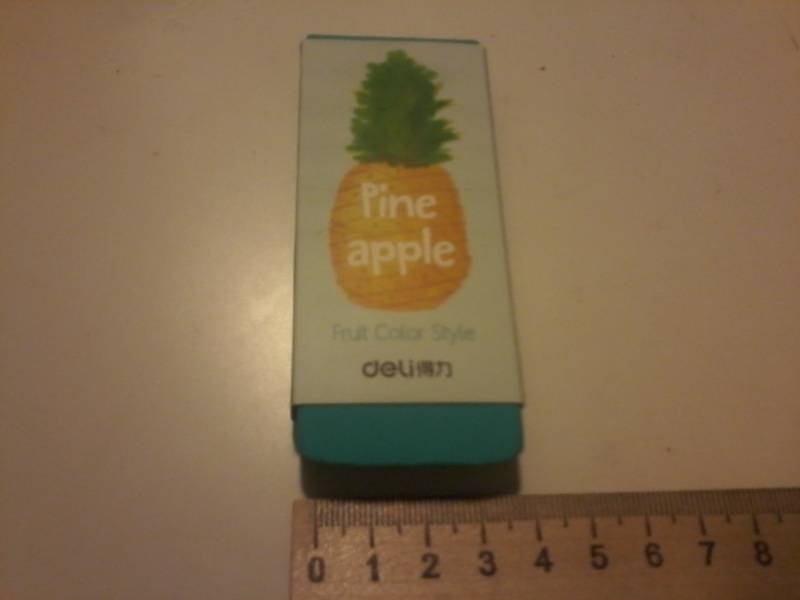 Pine
apple
Fruit Color Style
deli得力
0 1 2 3 4 5 6 7 8